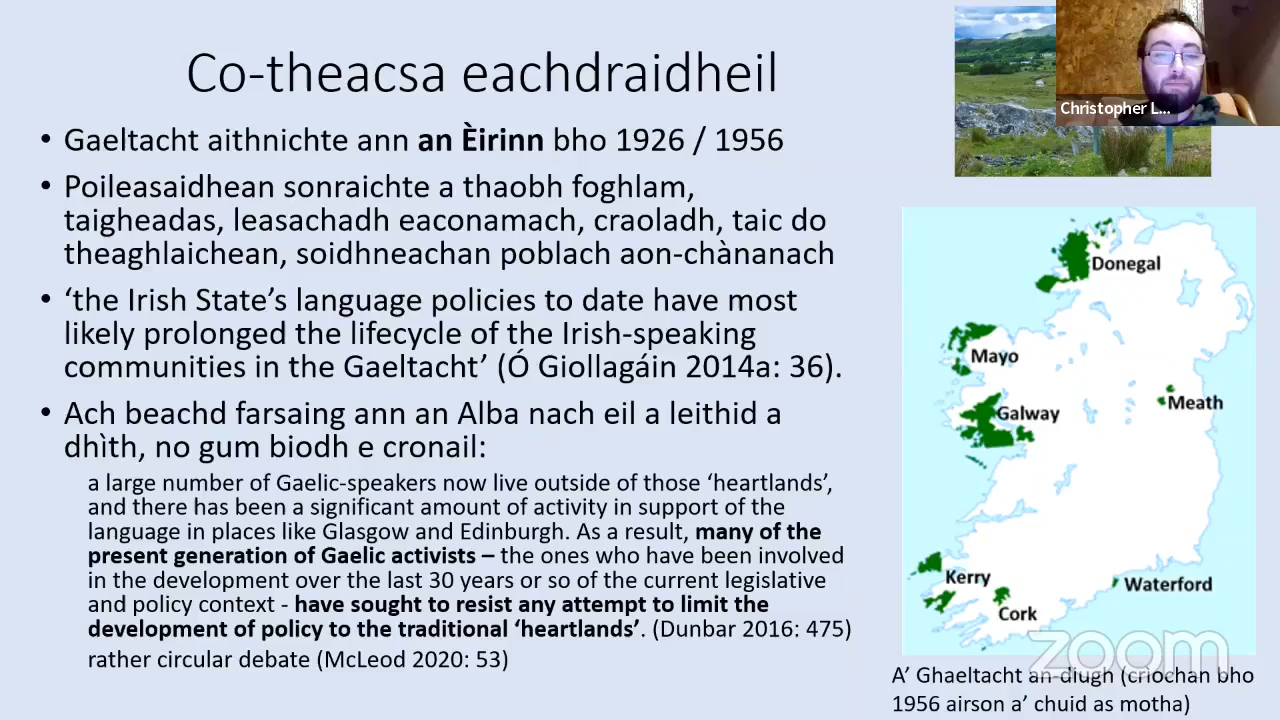 Co-theacsa eachdraidheil
Christopher L...
• Gaeltacht aithnichte ann an Èirinn bho 1926 / 1956
• Poileasaidhean sonraichte a thaobh foghlam,
taigheadas, leasachadh eaconamach, craoladh, taic do
theaghlaichean, soidhneachan poblach aon-chànanach
• ‘the Irish State’s language policies to date have most
likely prolonged the lifecycle of the Irish-speaking
communities in the Gaeltacht’ (Ó Giollagáin 2014a: 36).
• Ach beachd farsaing ann an Alba nach eil a leithid a
dhìth, no gum biodh e cronail:
a large number of Gaelic-speakers now live outside of those ‘heartlands’,
and there has been a significant amount of activity in support of the
language in places like Glasgow and Edinburgh. As a result, many of the
present generation of Gaelic activists – the ones who have been involved
in the development over the last 30 years or so of the current legislative
and policy context - have sought to resist any attempt to limit the
development of policy to the traditional ‘heartlands’. (Dunbar 2016: 475)
rather circular debate (McLeod 2020: 53)
Donegal
Mayo
Galway
Meath
Kerry
Cork
Waterford
zoom
A’ Ghaeltacht an-diugh (crìochan bho
1956 airson a’ chuid as motha)